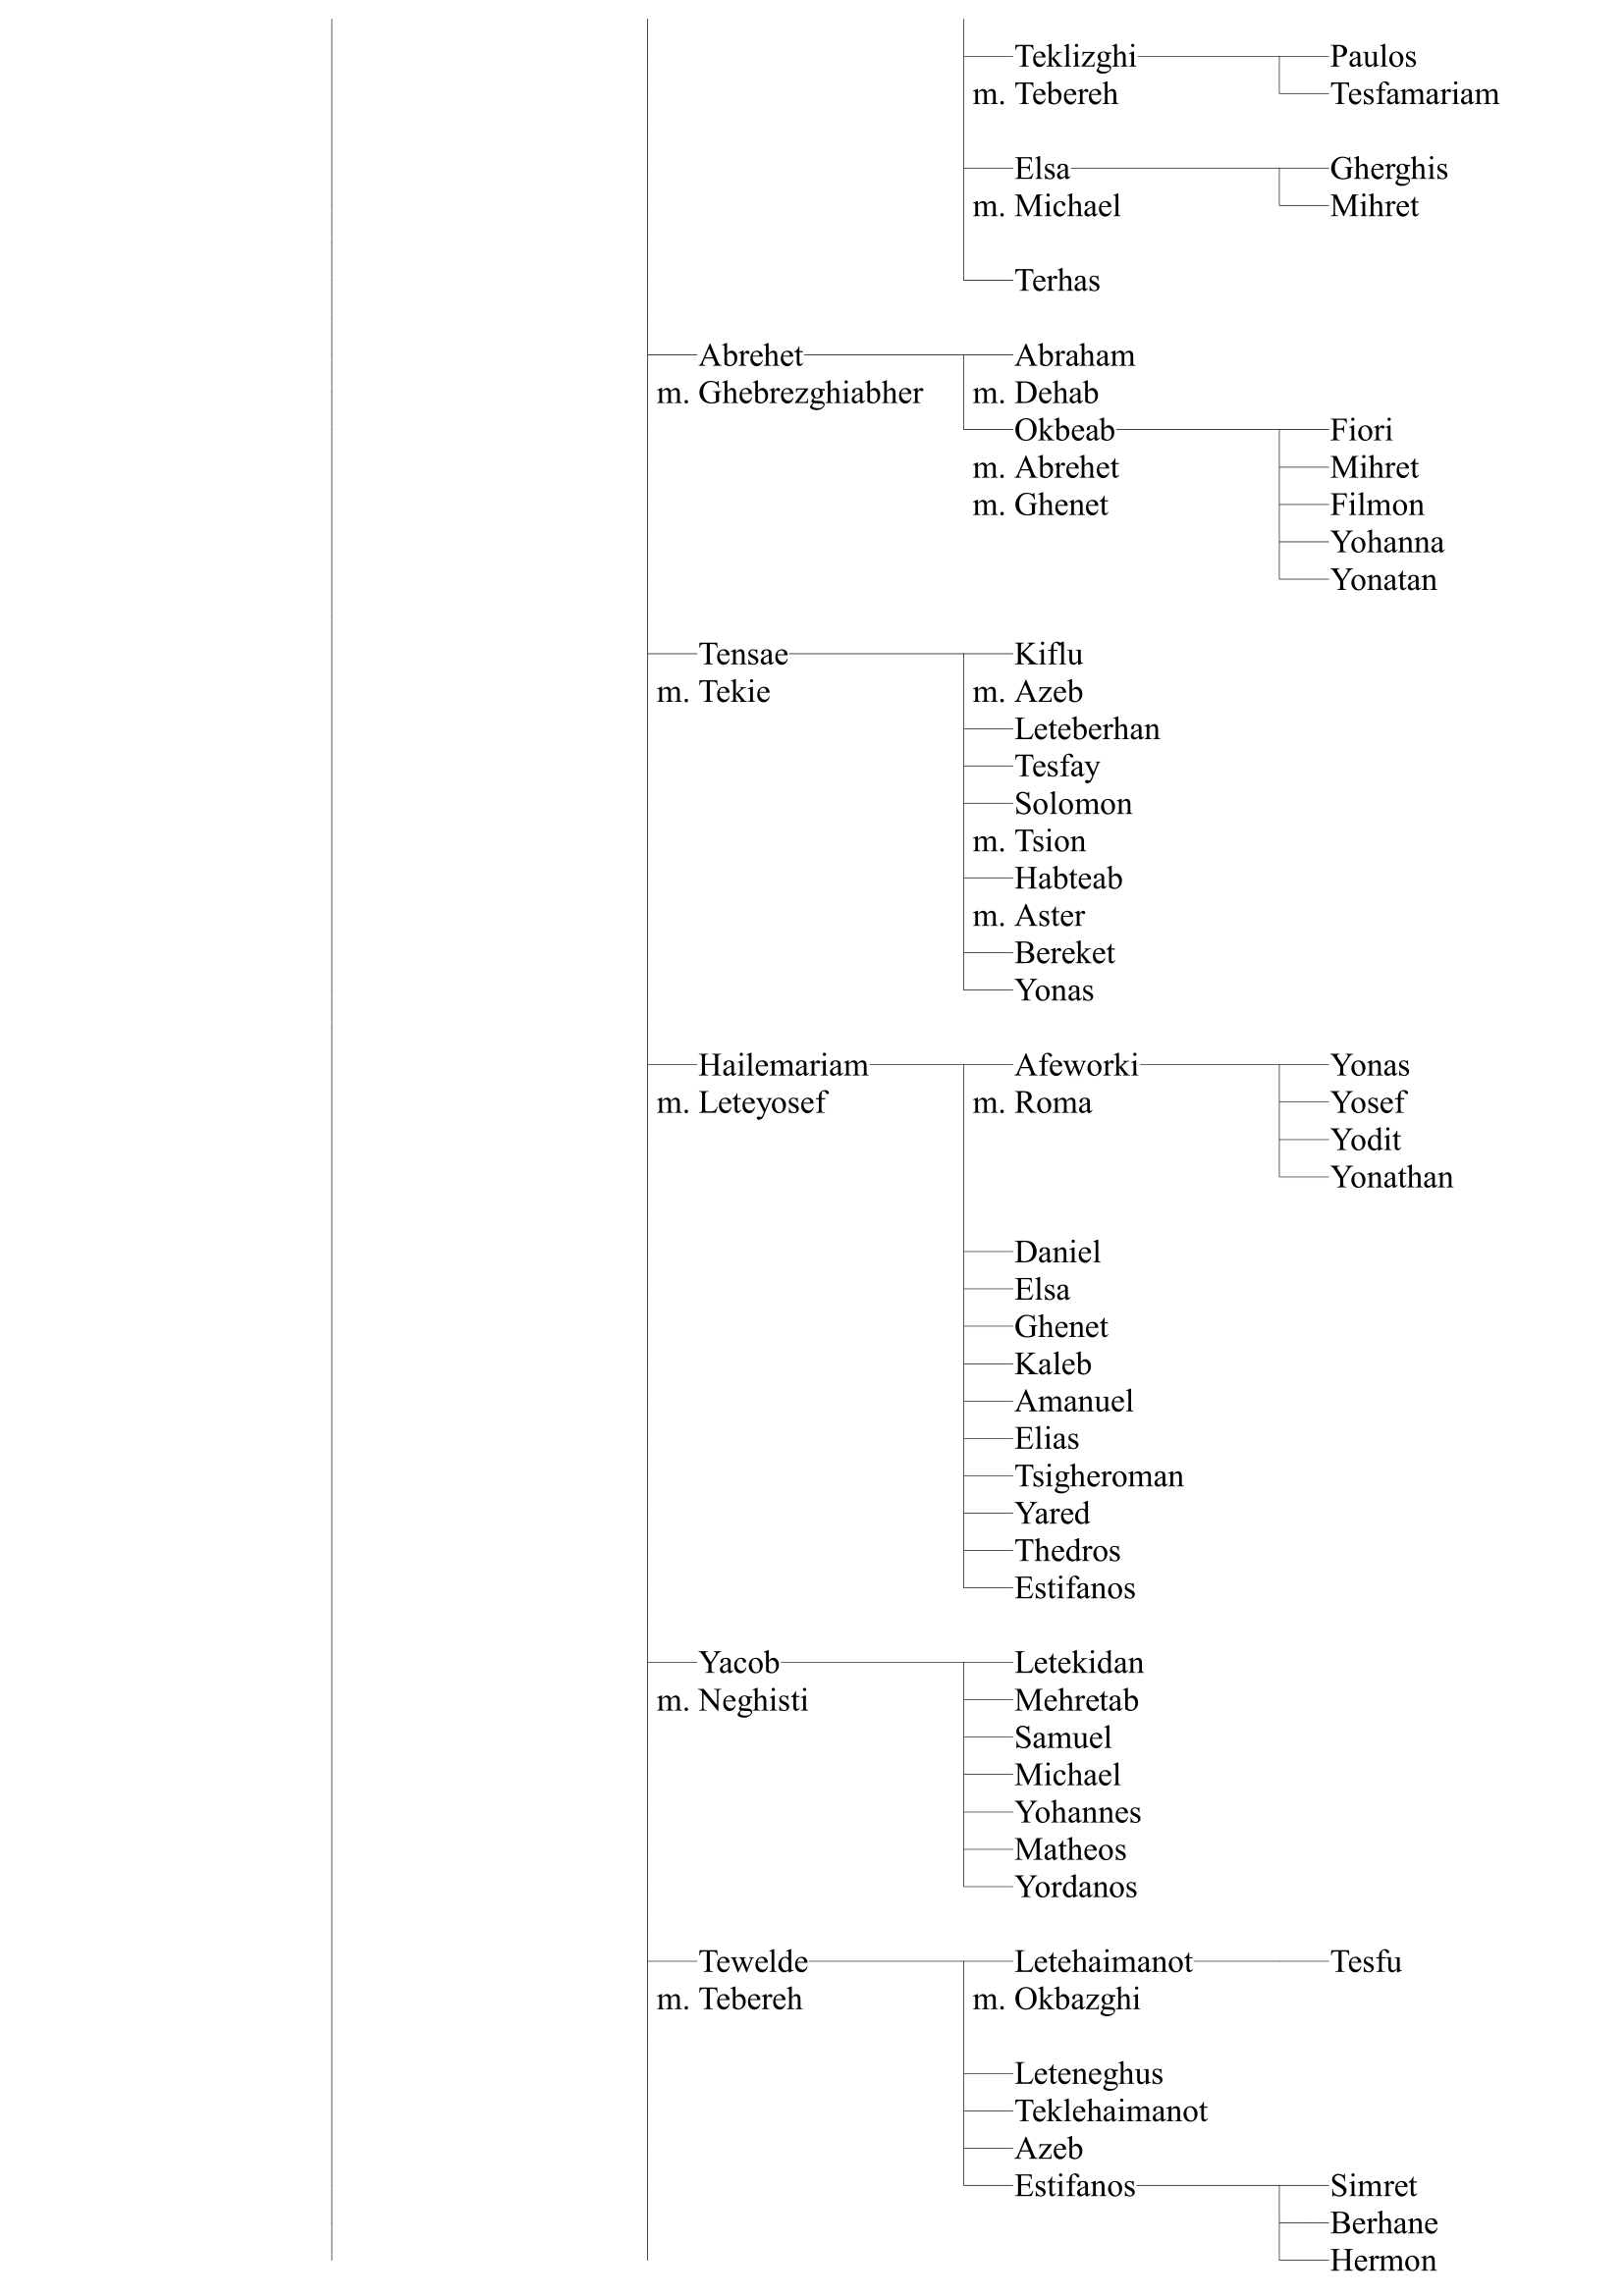 Teklizghi Paulos
m. Tebereh Tesfamariam
Elsa Gherghis
m. Michael Mihret
Terhas
Abrehet Abraham
m. Ghebrezghiabher m. Dehab
Okbeab Fiori
m. Abrehet Mihret
m. Ghenet Filmon
Yohanna
Yonatan
Tensae Kiflu
m. Tekie m. Azeb
Leteberhan
Tesfay
Solomon
m. Tsion
Habteab
m. Aster
Bereket
Yonas
Hailemariam Afeworki Yonas
m. Leteyosef m. Roma Yosef
Yodit
Yonathan
Daniel
Elsa
Ghenet
Kaleb
Amanuel
Elias
Tsigheroman
Yared
Thedros
Estifanos
Yacob Letekidan
m. Neghisti Mehretab
Samuel
Michael
Yohannes
Matheos
Yordanos
Tewelde Letehaimanot Tesfu
m. Tebereh m. Okbazghi
Leteneghus
Teklehaimanot
Azeb
Estifanos Simret
Berhane
Hermon